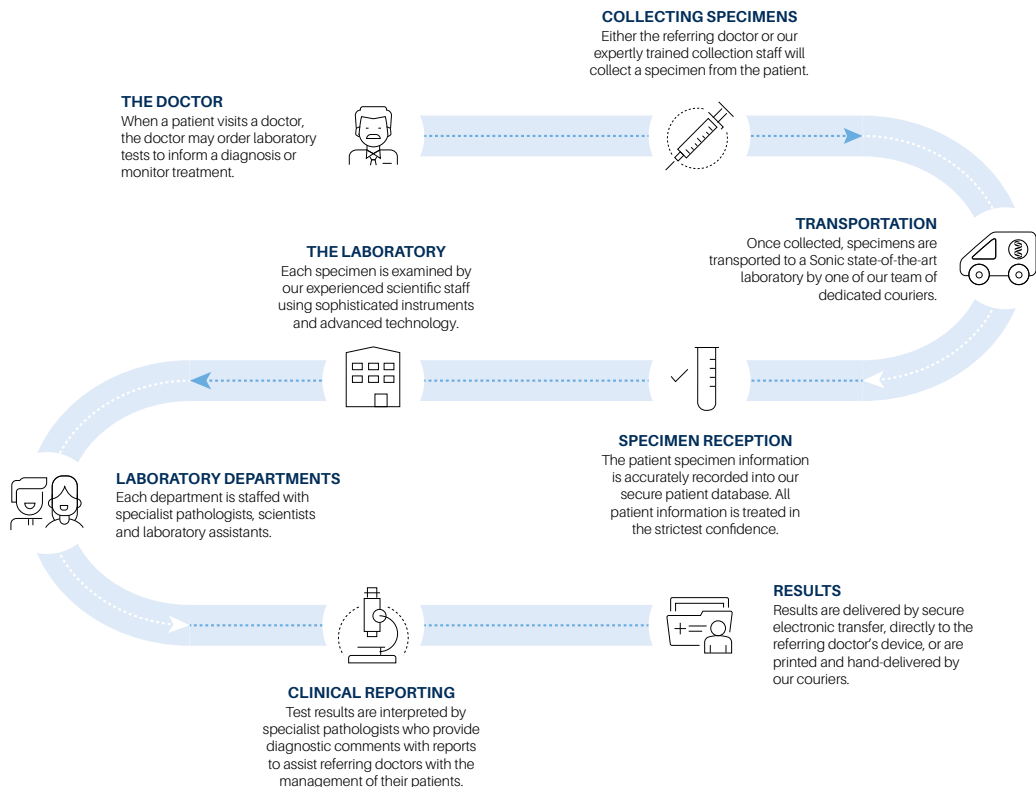 COLLECTING SPECIMENS
Either the referring doctor or our
expertly trained collection staff will
collect a specimen from the patient.
THE DOCTOR
When a patient visits a doctor,
the doctor may order laboratory
tests to inform a diagnosis or
monitor treatment.
TRANSPORTATION
Once collected, specimens are
transported to a Sonic state-of-the-art
laboratory by one of our team of
dedicated couriers.
THE LABORATORY
Each specimen is examined by
our experienced scientific staff
using sophisticated instruments
and advanced technology.
SPECIMEN RECEPTION
The patient specimen information
is accurately recorded into our
secure patient database. All
patient information is treated in
the strictest confidence.
LABORATORY DEPARTMENTS
Each department is staffed with
specialist pathologists, scientists
and laboratory assistants.
RESULTS
Results are delivered by secure
electronic transfer, directly to the
referring doctor's device, or are
printed and hand-delivered by
our couriers.
CLINICAL REPORTING
Test results are interpreted by
specialist pathologists who provide
diagnostic comments with reports
to assist referring doctors with the
management of their patients.